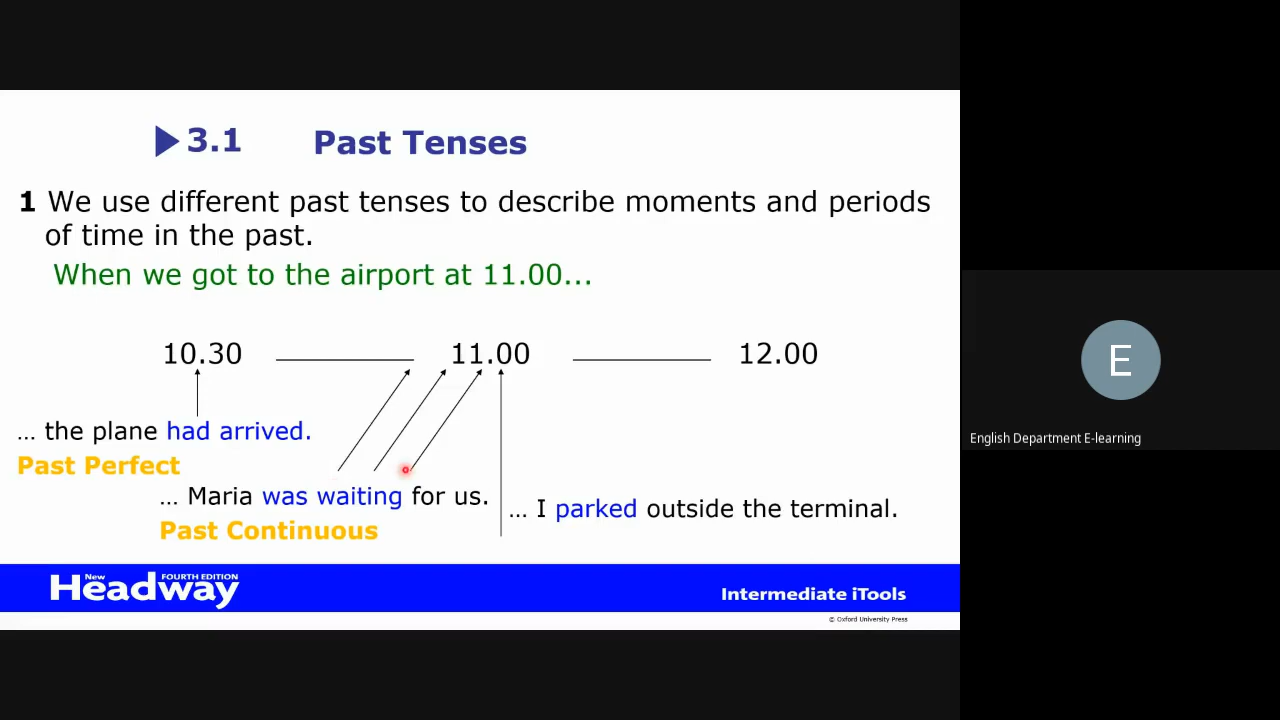 3.1 Past Tenses
1 We use different past tenses to describe moments and periods
of time in the past.
When we got to the airport at 11.00...
10.30 11.00 12.00
... the plane had arrived.
Past Perfect
... Maria was waiting for us.
Past Continuous
... I parked outside the terminal.
New
Headway
FOURTH EDITION
Intermediate iTools
© Oxford University Press
E
English Department E-learning